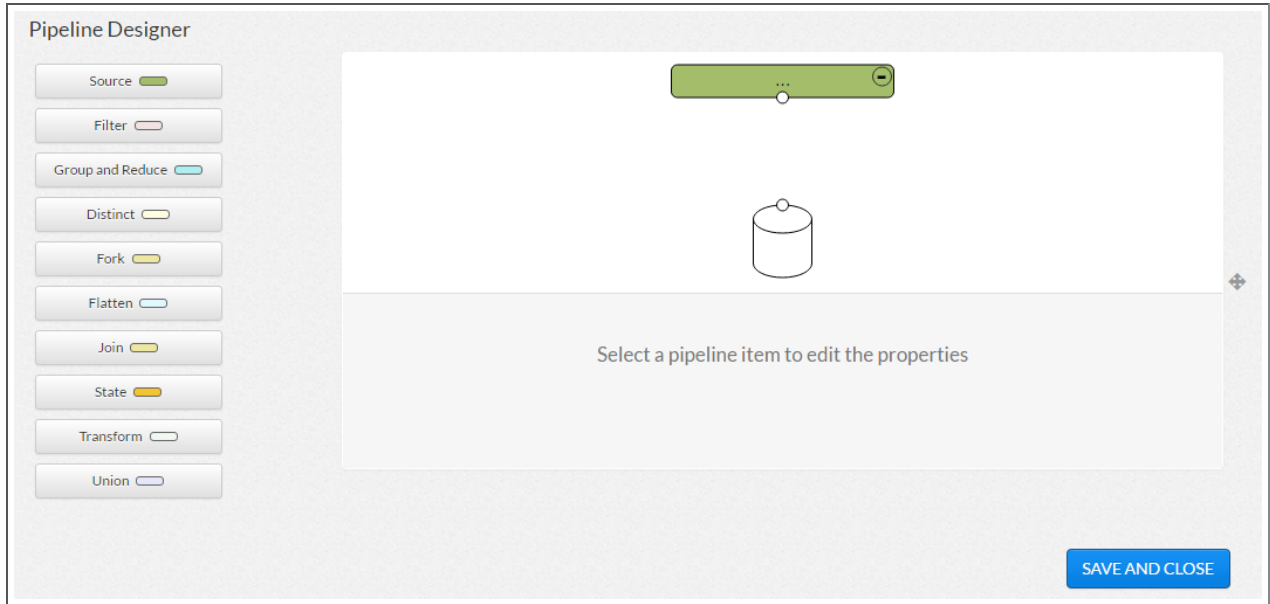 Pipeline Designer
Source
Filter
Group and Reduce
Distinct
Fork
Flatten
Join
State
Transform
Union
...
Select a pipeline item to edit the properties
SAVE AND CLOSE